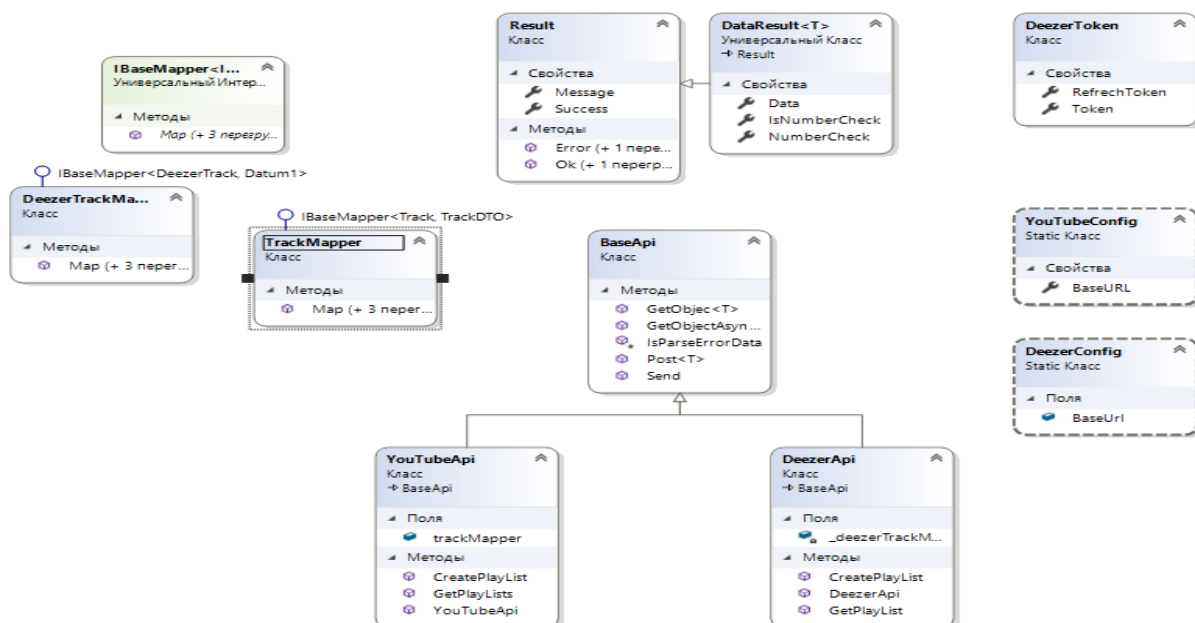 IBaseMapper<I...
Универсальный Интер...
Методы
Map (+ 3 перегру...
IBaseMapper<DeezerTrack, Datum1>
DeezerTrackMa...
Класс
Методы
Map (+ 3 перег...
IBaseMapper<Track, TrackDTO>
TrackMapper
Класс
Методы
Map (+ 3 перег...
Result
Класс
Свойства
Message
Success
Методы
Error (+ 1 пере...
Ok (+ 1 перегр...
DataResult<T>
Универсальный Класс
Result
Свойства
Data
IsNumberCheck
NumberCheck
DeezerToken
Класс
Свойства
RefrechToken
Token
BaseApi
Класс
Методы
GetObjec<T>
GetObjectAsyn...
IsParseErrorData
Post<T>
Send
YouTubeConfig
Static Класс
Свойства
BaseURL
DeezerConfig
Static Класс
Поля
BaseUrl
YouTubeApi
Класс
BaseApi
Поля
trackMapper
Методы
CreatePlayList
GetPlayLists
YouTubeApi
DeezerApi
Класс
BaseApi
Поля
_deezerTrackM...
Методы
CreatePlayList
DeezerApi
GetPlayList